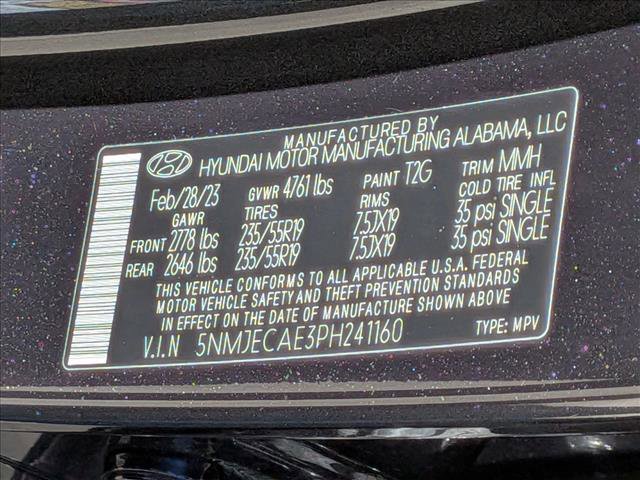 MANUFACTURED BY
HYUNDAI MOTOR MANUFACTURING ALABAMA, LLC
Feb/28/23 GVWR 4761 lbs PAINT T2G TRIM MMH
GAWR TIRES RIMS COLD TIRE INFL
FRONT 2778 lbs 235/55R19 7.5JX19 35 psi SINGLE
REAR 2646 lbs 235/55R19 7.5JX19 35 psi SINGLE
THIS VEHICLE CONFORMS TO ALL APPLICABLE U.S.A. FEDERAL
MOTOR VEHICLE SAFETY AND THEFT PREVENTION STANDARDS
IN EFFECT ON THE DATE OF MANUFACTURE SHOWN ABOVE
V.I.N 5NMJECAE3PH241160 TYPE: MPV